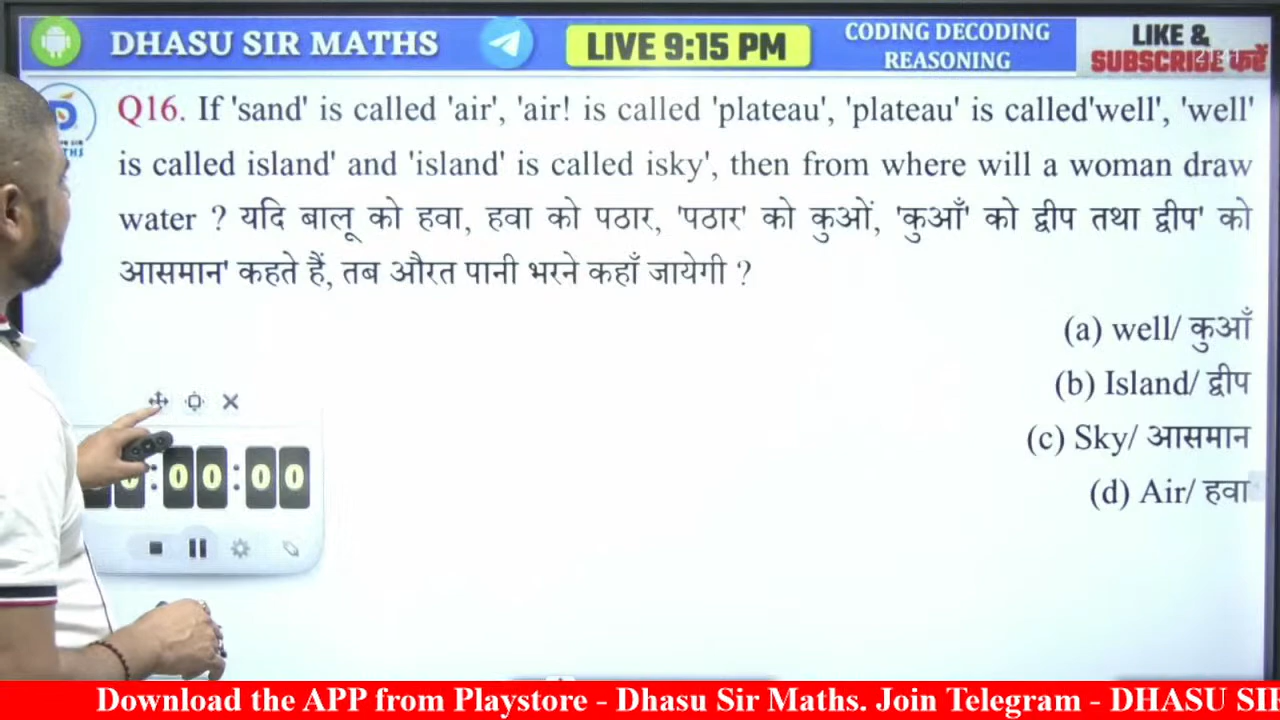 DHASU SIR MATHS
LIVE 9:15 PM
CODING DECODING
REASONING
LIKE &
SUBSCRIBE करें
Q16. If 'sand' is called 'air', 'air! is called 'plateau', 'plateau' is called'well', 'well'
is called island' and 'island' is called isky', then from where will a woman draw
water ? यदि बालू को हवा, हवा को पठार, 'पठार' को कुओं, 'कुआँ' को द्वीप तथा द्वीप' को
आसमान' कहते हैं, तब औरत पानी भरने कहाँ जायेगी ?
(a) well/ कुआँ
(b) Island/ द्वीप
(c) Sky/ आसमान
(d) Air/ हवा
0:00:00
Download the APP from Playstore - Dhasu Sir Maths. Join Telegram - DHASU SIR